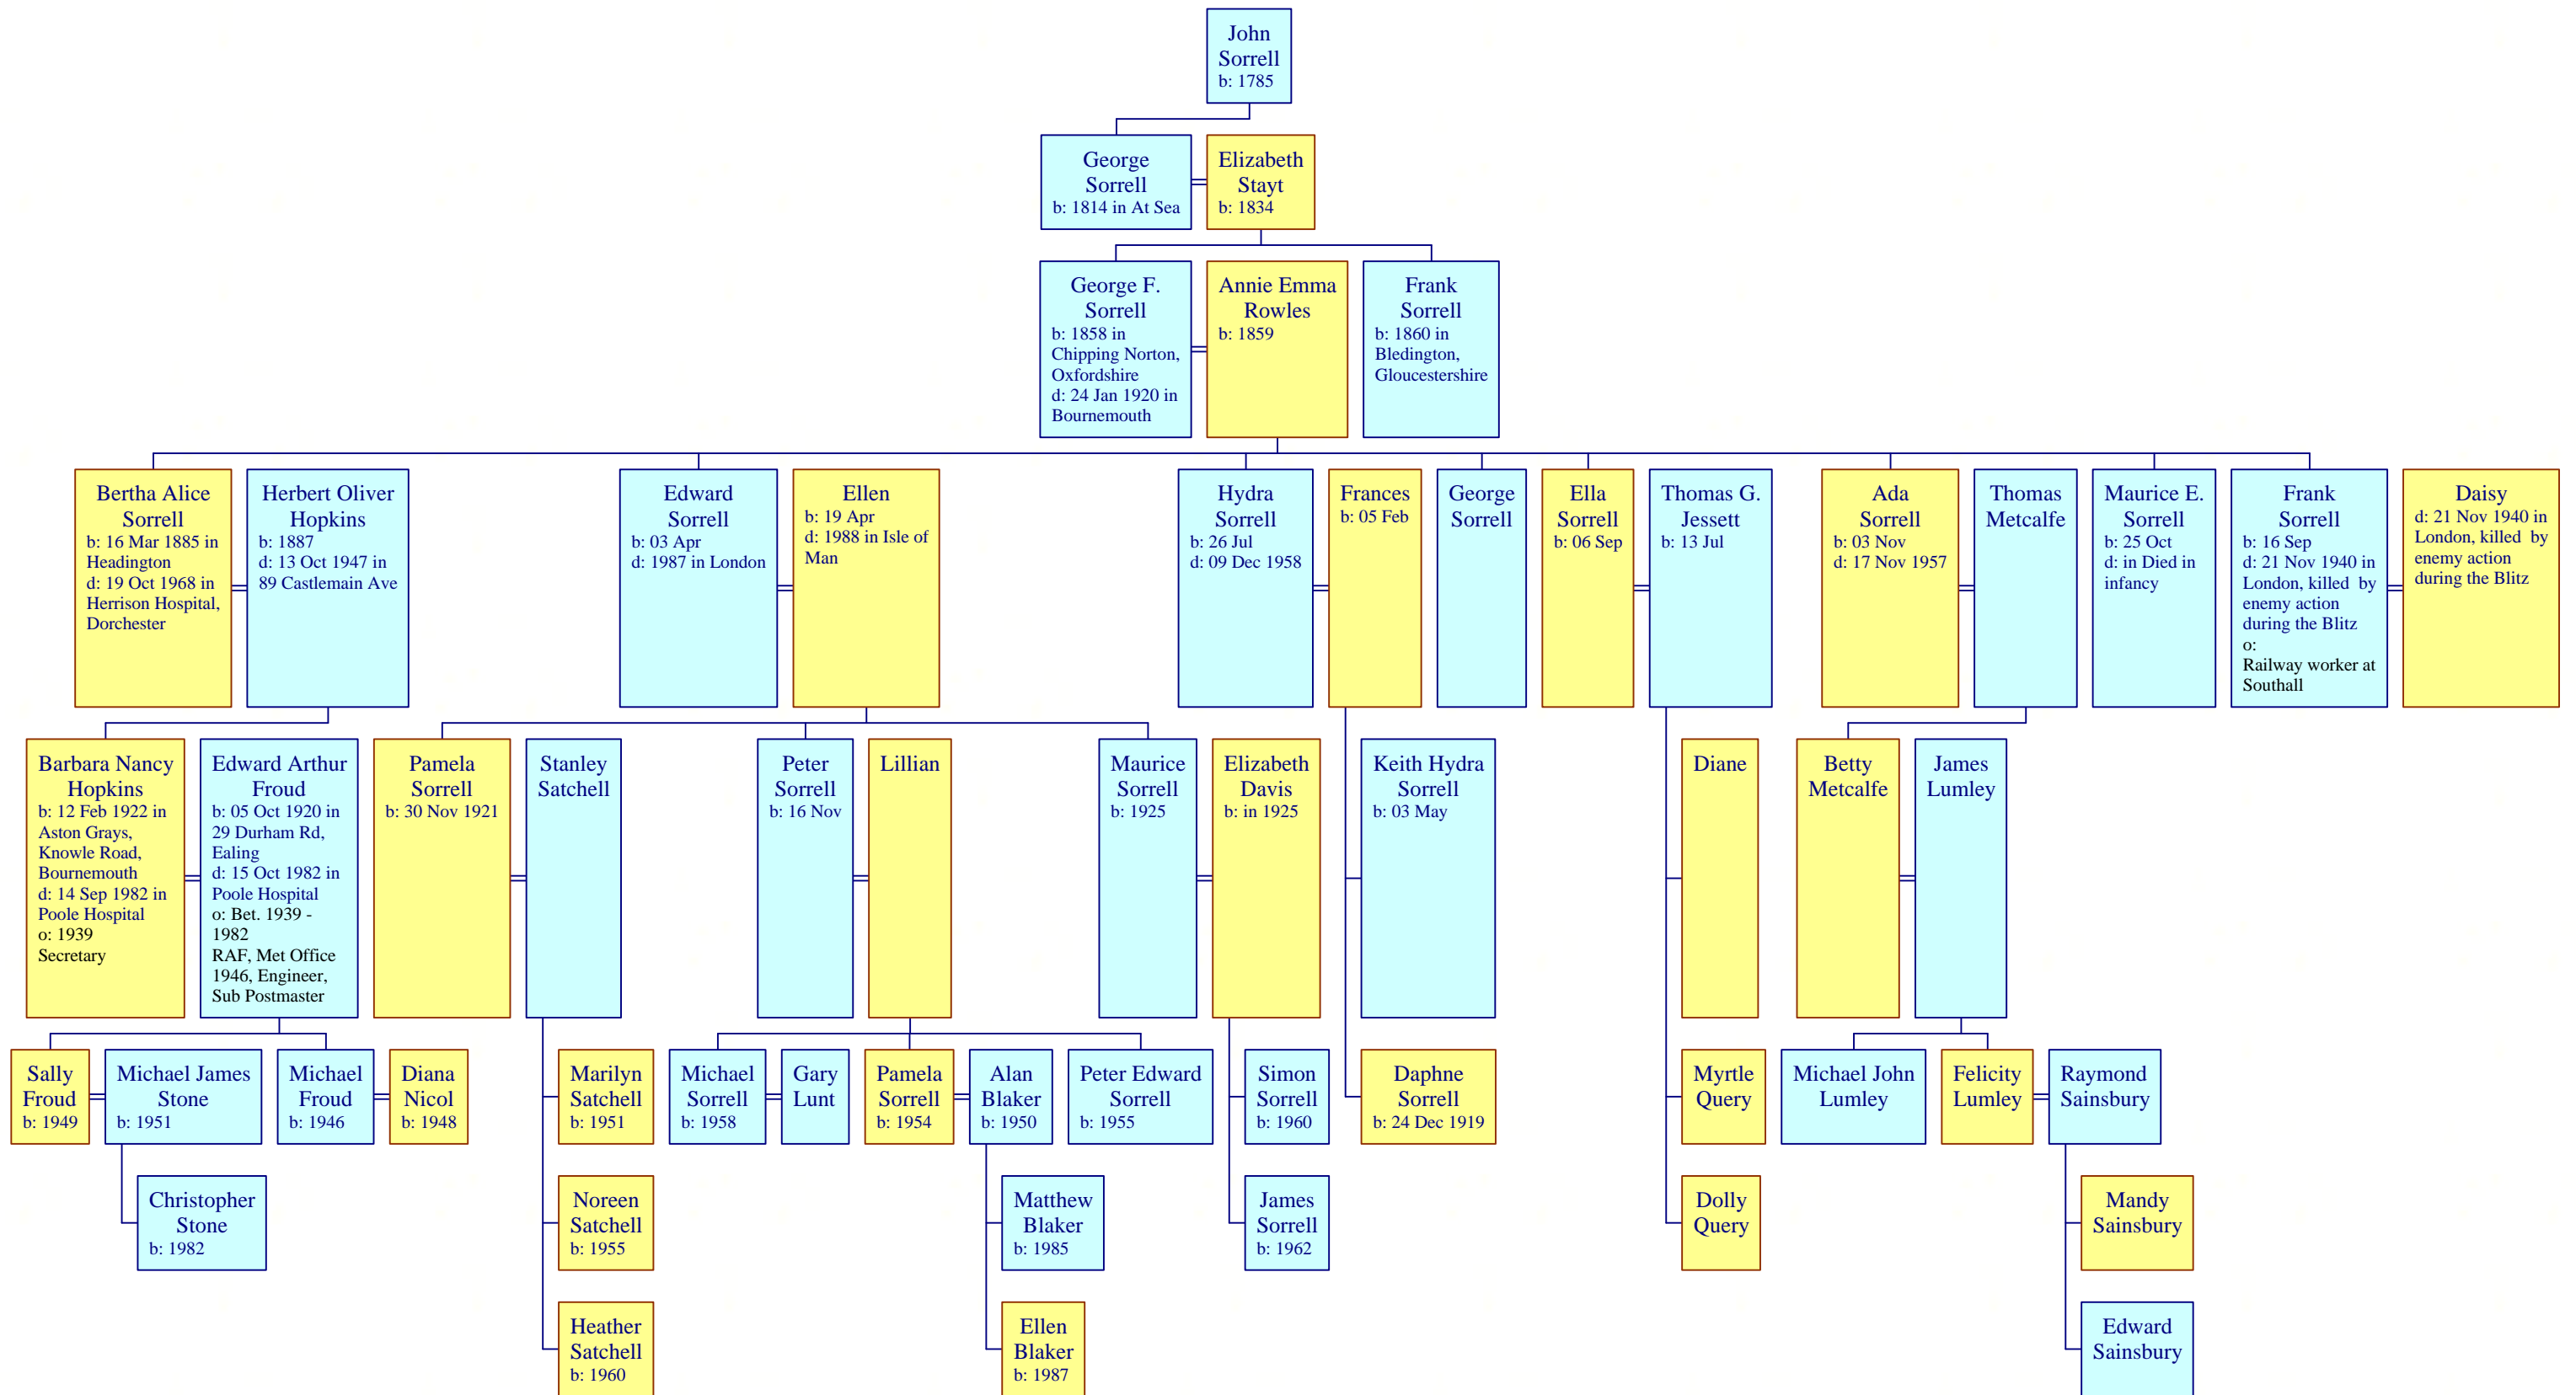 John
Sorrell
b: 1785
George
Sorrell
b: 1814 in At Sea
Elizabeth
Stayt
b: 1834
George F.
Sorrell
b: 1858 in
Chipping Norton,
Oxfordshire
d: 24 Jan 1920 in
Bournemouth
Annie Emma
Rowles
b: 1859
Frank
Sorrell
b: 1860 in
Bledington,
Gloucestershire
Bertha Alice
Sorrell
b: 16 Mar 1885 in
Headington
d: 19 Oct 1968 in
Herrison Hospital,
Dorchester
Herbert Oliver
Hopkins
b: 1887
d: 13 Oct 1947 in
89 Castlemain Ave
Edward
Sorrell
b: 03 Apr
d: 1987 in London
Ellen
b: 19 Apr
d: 1988 in Isle of
Man
Hydra
Sorrell
b: 26 Jul
d: 09 Dec 1958
Frances
b: 05 Feb
George
Sorrell
Ella
Sorrell
b: 06 Sep
Thomas G.
Jessett
b: 13 Jul
Ada
Sorrell
b: 03 Nov
d: 17 Nov 1957
Thomas
Metcalfe
Maurice E.
Sorrell
b: 25 Oct
d: in Died in
infancy
Frank
Sorrell
b: 16 Sep
d: 21 Nov 1940 in
London, killed by
enemy action
during the Blitz
o:
Railway worker at
Southall
Daisy
d: 21 Nov 1940 in
London, killed by
enemy action
during the Blitz
Barbara Nancy
Hopkins
b: 12 Feb 1922 in
Aston Grays,
Knowle Road,
Bournemouth
d: 14 Sep 1982 in
Poole Hospital
o: 1939
Secretary
Edward Arthur
Froud
b: 05 Oct 1920 in
29 Durham Rd,
Ealing
d: 15 Oct 1982 in
Poole Hospital
o: Bet. 1939 -
1982
RAF, Met Office
1946, Engineer,
Sub Postmaster
Pamela
Sorrell
b: 30 Nov 1921
Stanley
Satchell
Peter
Sorrell
b: 16 Nov
Lillian
Maurice
Sorrell
b: 1925
Elizabeth
Davis
b: in 1925
Keith Hydra
Sorrell
b: 03 May
Diane
Betty
Metcalfe
James
Lumley
Sally
Froud
b: 1949
Michael James
Stone
b: 1951
Michael
Froud
b: 1946
Diana
Nicol
b: 1948
Marilyn
Satchell
b: 1951
Michael
Sorrell
b: 1958
Gary
Lunt
Pamela
Sorrell
b: 1954
Alan
Blaker
b: 1950
Peter Edward
Sorrell
b: 1955
Simon
Sorrell
b: 1960
Daphne
Sorrell
b: 24 Dec 1919
Myrtle
Query
Michael John
Lumley
Felicity
Lumley
Raymond
Sainsbury
Christopher
Stone
b: 1982
Noreen
Satchell
b: 1955
Matthew
Blaker
b: 1985
James
Sorrell
b: 1962
Dolly
Query
Mandy
Sainsbury
Heather
Satchell
b: 1960
Ellen
Blaker
b: 1987
Edward
Sainsbury